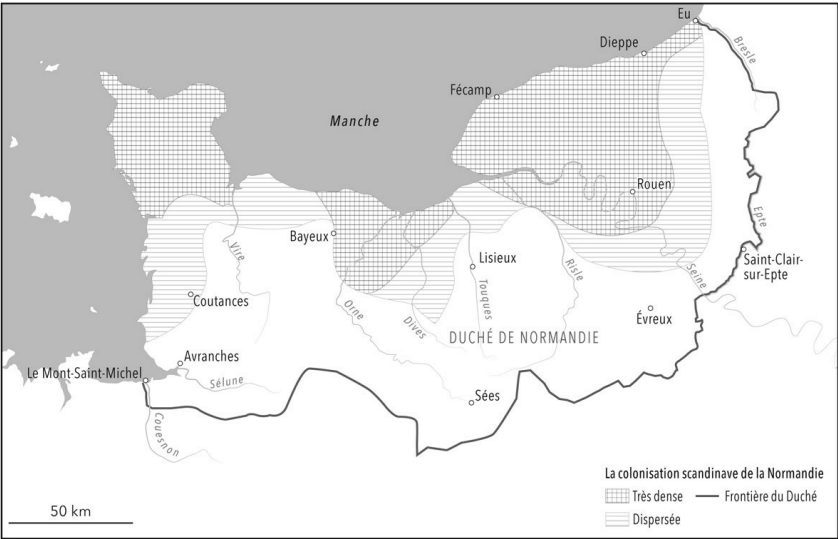 Eu
Bresle
Dieppe
Fécamp
Manche
Rouen
Epte
Bayeux
Vire
Lisieux
Risle
Seine
Saint-Clair-
sur-Epte
Coutances
Orne
Dives
Touques
Évreux
DUCHÉ DE NORMANDIE
Avranches
Le Mont-Saint-Michel
Sélune
Sées
Couesnon
La colonisation scandinave de la Normandie
Très dense
Frontière du Duché
Dispersée
50 km